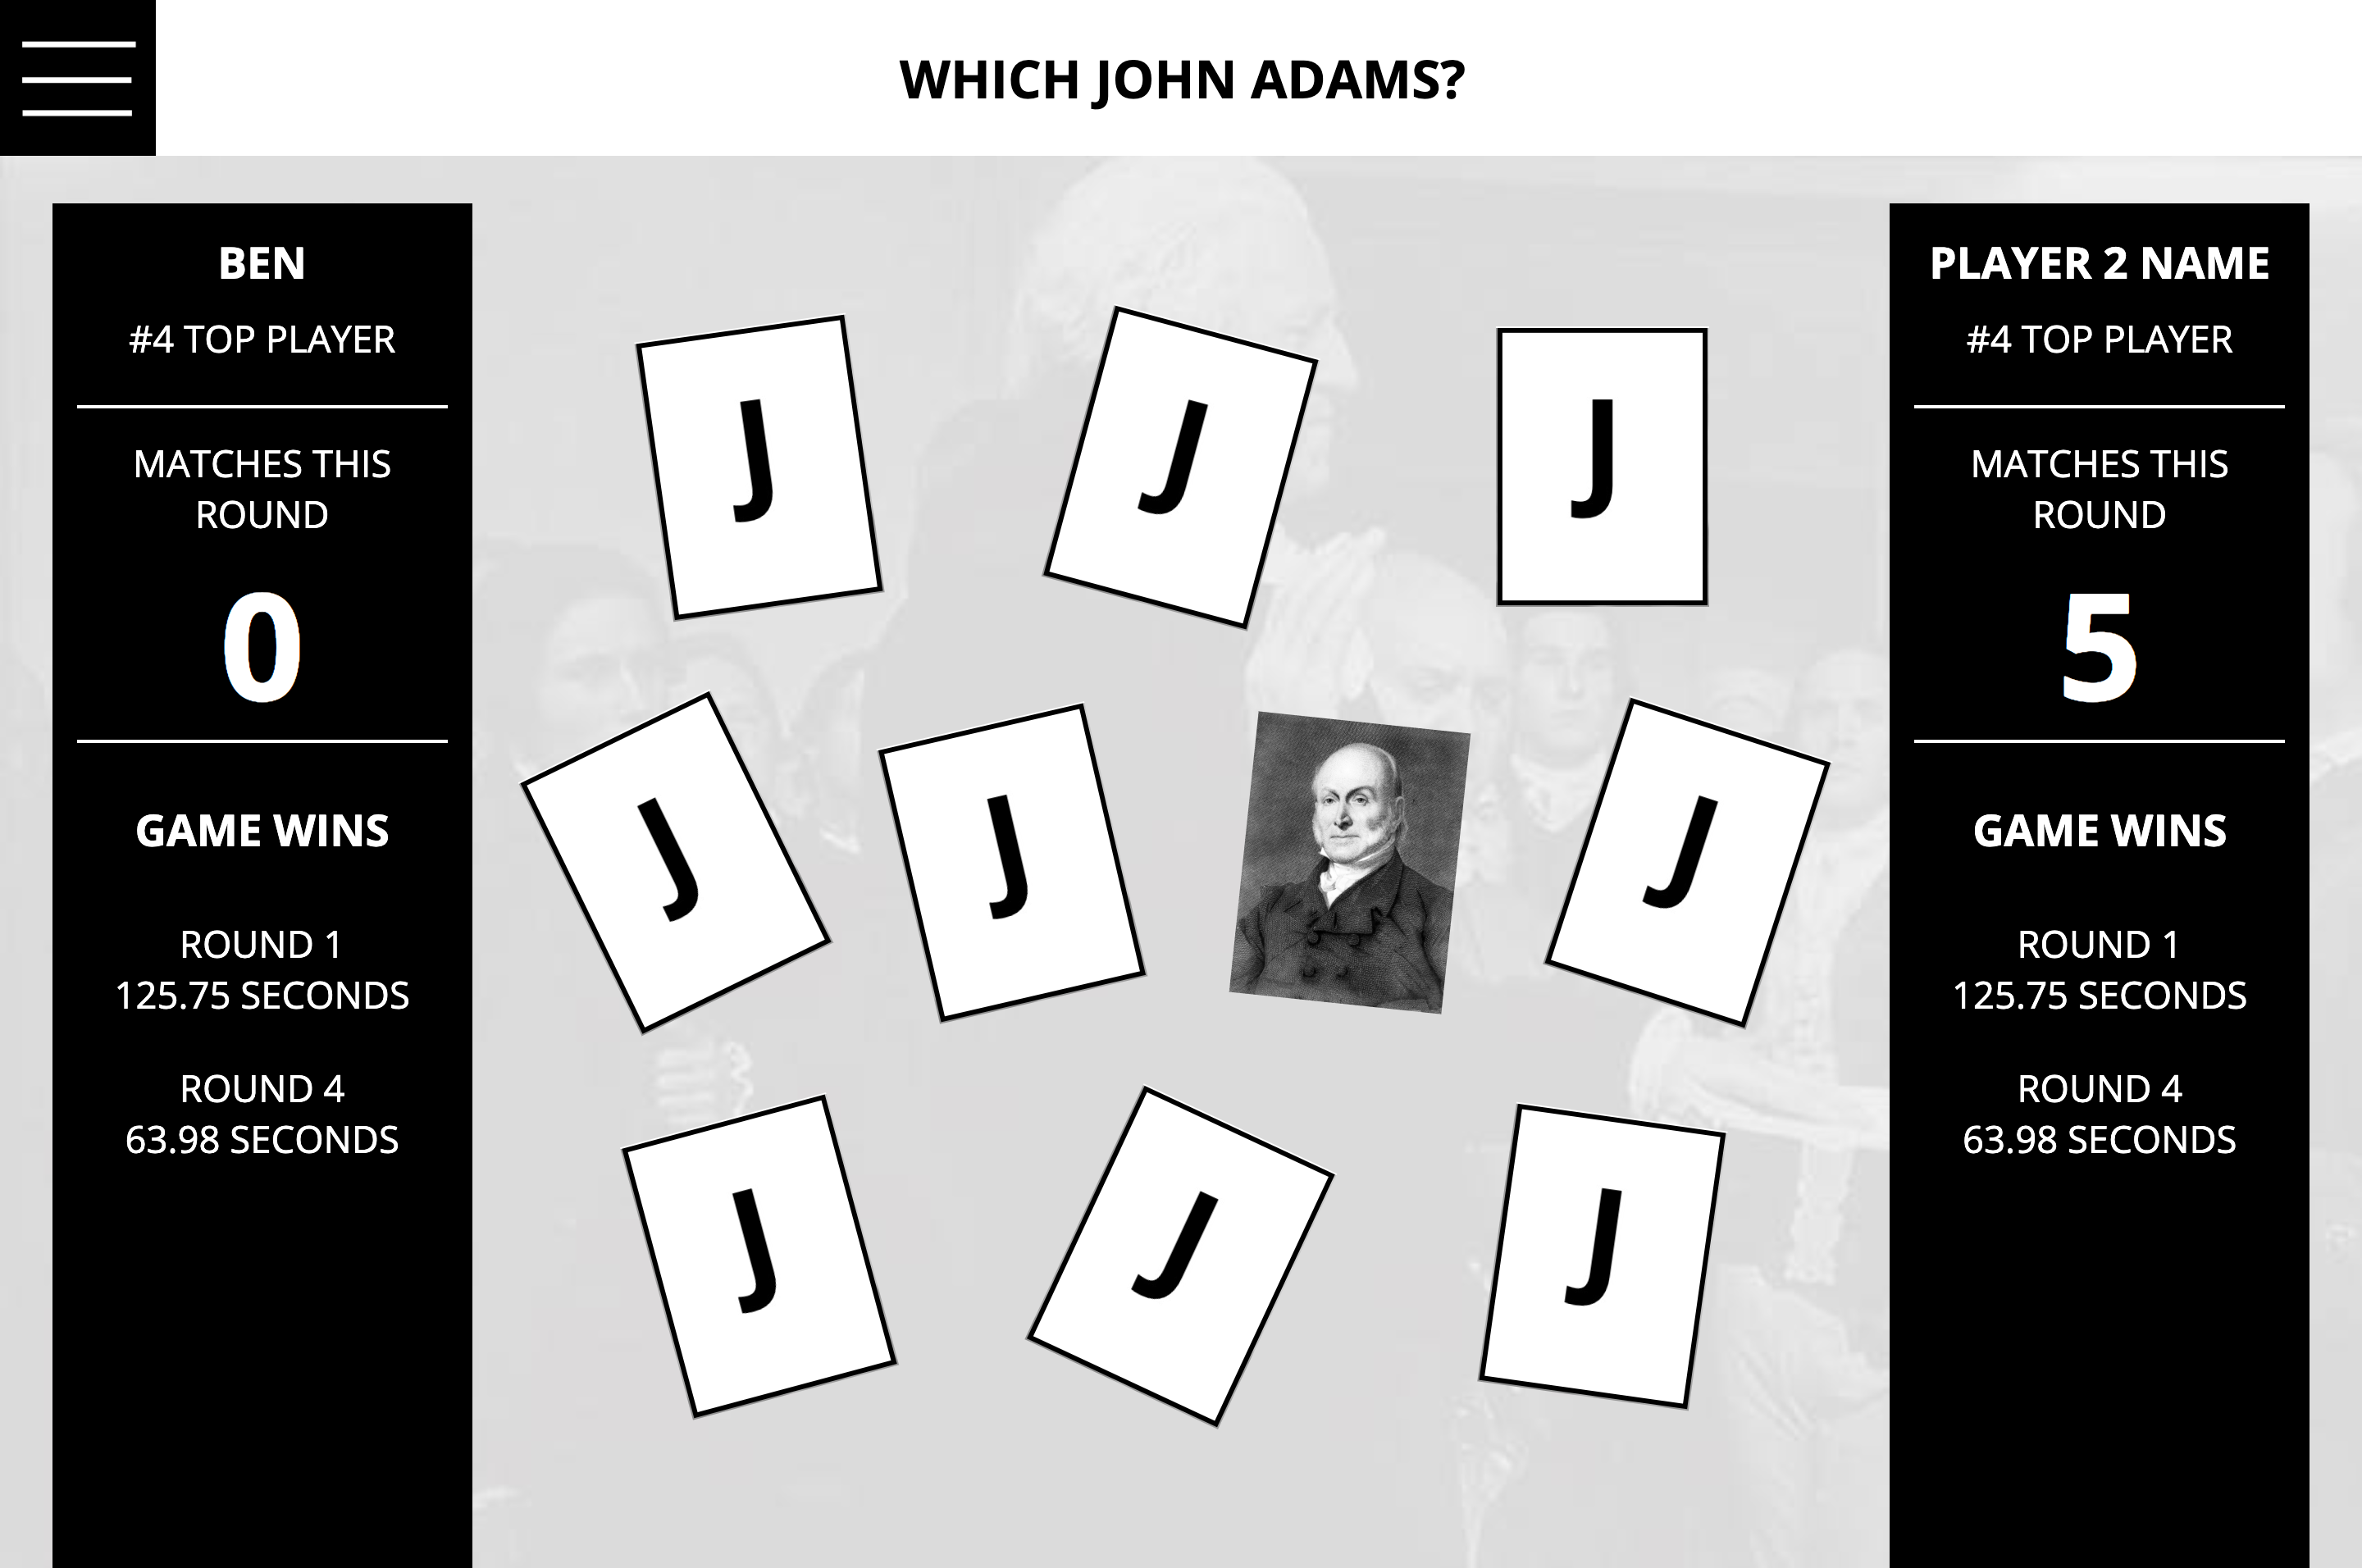 WHICH JOHN ADAMS?
BEN
#4 TOP PLAYER
MATCHES THIS
ROUND
0
GAME WINS
ROUND 1
125.75 SECONDS
ROUND 4
63.98 SECONDS
J
J
J
J
J
J
J
J
J
PLAYER 2 NAME
#4 TOP PLAYER
MATCHES THIS
ROUND
5
GAME WINS
ROUND 1
125.75 SECONDS
ROUND 4
63.98 SECONDS